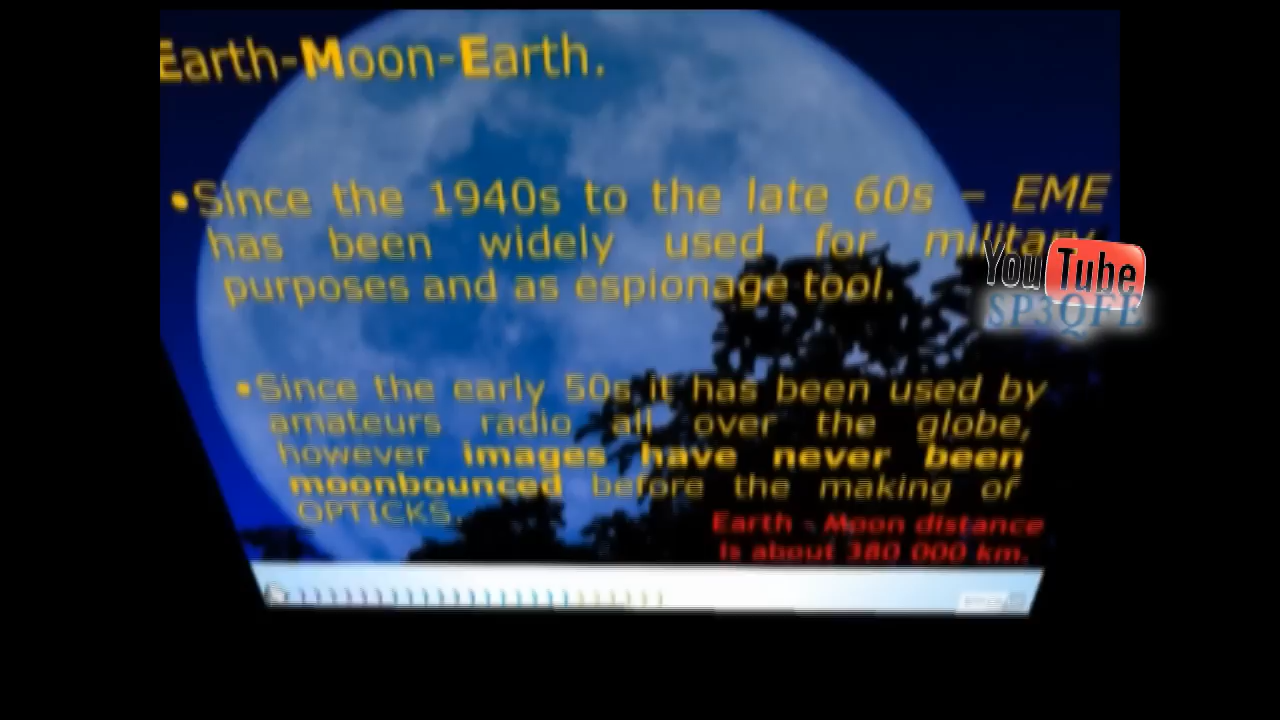 Earth-Moon-Earth.
•Since the 1940s to the late 60s – EME
has been widely used for military
purposes and as espionage tool.
You Tube
SP3QFE
•Since the early 50s it has been used by
amateurs radio all over the globe,
however images have never been
moonbounced before the making of
OPTICKS.
Earth - Moon distance
is about 380 000 km.